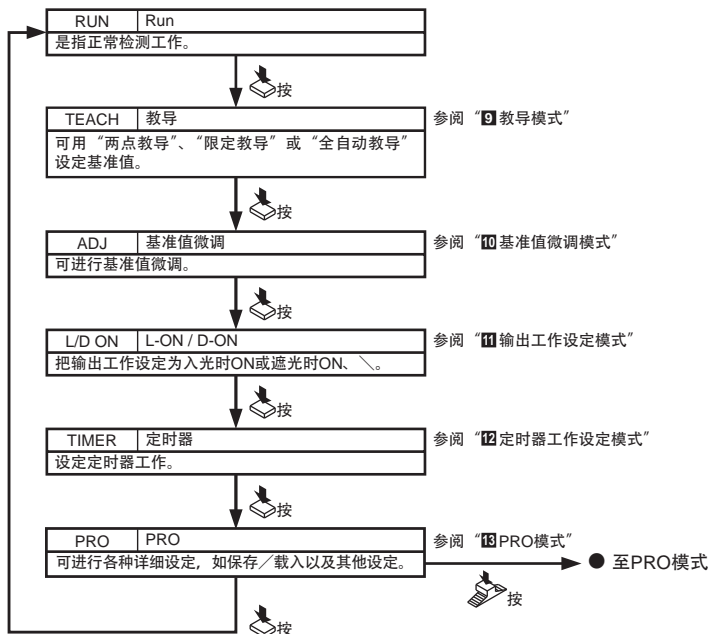 RUN Run
是指正常检测工作。
按
TEACH 教导 参阅“9教导模式”
可用“两点教导”、“限定教导”或“全自动教导”
设定基准值。
按
ADJ 基准值微调 参阅“10基准值微调模式”
可进行基准值微调。
按
L/D ON L-ON / D-ON 参阅“11输出工作设定模式”
把输出工作设定为入光时ON或遮光时ON、﹨。
按
TIMER 定时器 参阅“12定时器工作设定模式”
设定定时器工作。
按
PRO PRO 参阅“13PRO模式”
可进行各种详细设定，如保存／载入以及其他设定。 ● 至PRO模式
按
按